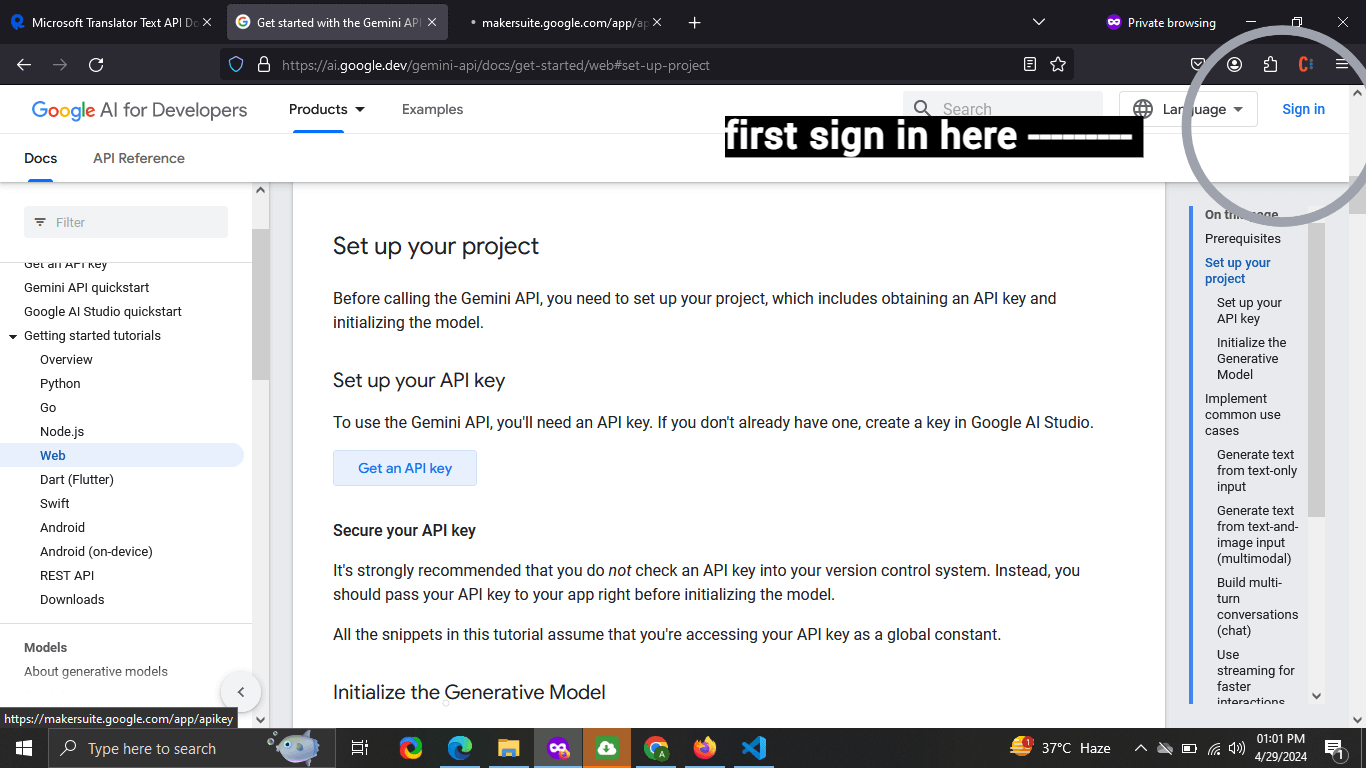 Microsoft Translator Text API Do
Get started with the Gemini API
makersuite.google.com/app/ap
Private browsing
https://ai.google.dev/gemini-api/docs/get-started/web#set-up-project
Google AI for Developers
Products
Examples
Search
Language
Sign in
first sign in here ---------
Docs
API Reference
Filter
Get an API key
Gemini API quickstart
Google AI Studio quickstart
Getting started tutorials
Overview
Python
Go
Node.js
Web
Dart (Flutter)
Swift
Android
Android (on-device)
REST API
Downloads
Models
About generative models
https://makersuite.google.com/app/apikey
Set up your project
Before calling the Gemini API, you need to set up your project, which includes obtaining an API key and
initializing the model.
Set up your API key
To use the Gemini API, you'll need an API key. If you don't already have one, create a key in Google AI Studio.
Get an API key
Secure your API key
It's strongly recommended that you do not check an API key into your version control system. Instead, you
should pass your API key to your app right before initializing the model.
All the snippets in this tutorial assume that you're accessing your API key as a global constant.
Initialize the Generative Model
On this page
Prerequisites
Set up your
project
Set up your
API key
Initialize the
Generative
Model
Implement
common use
cases
Generate text
from text-only
input
Generate text
from text-and-
image input
(multimodal)
Build multi-
turn
conversations
(chat)
Use
streaming for
faster
interactions
Type here to search
1
37°C Haze
01:01 PM
4/29/2024
1